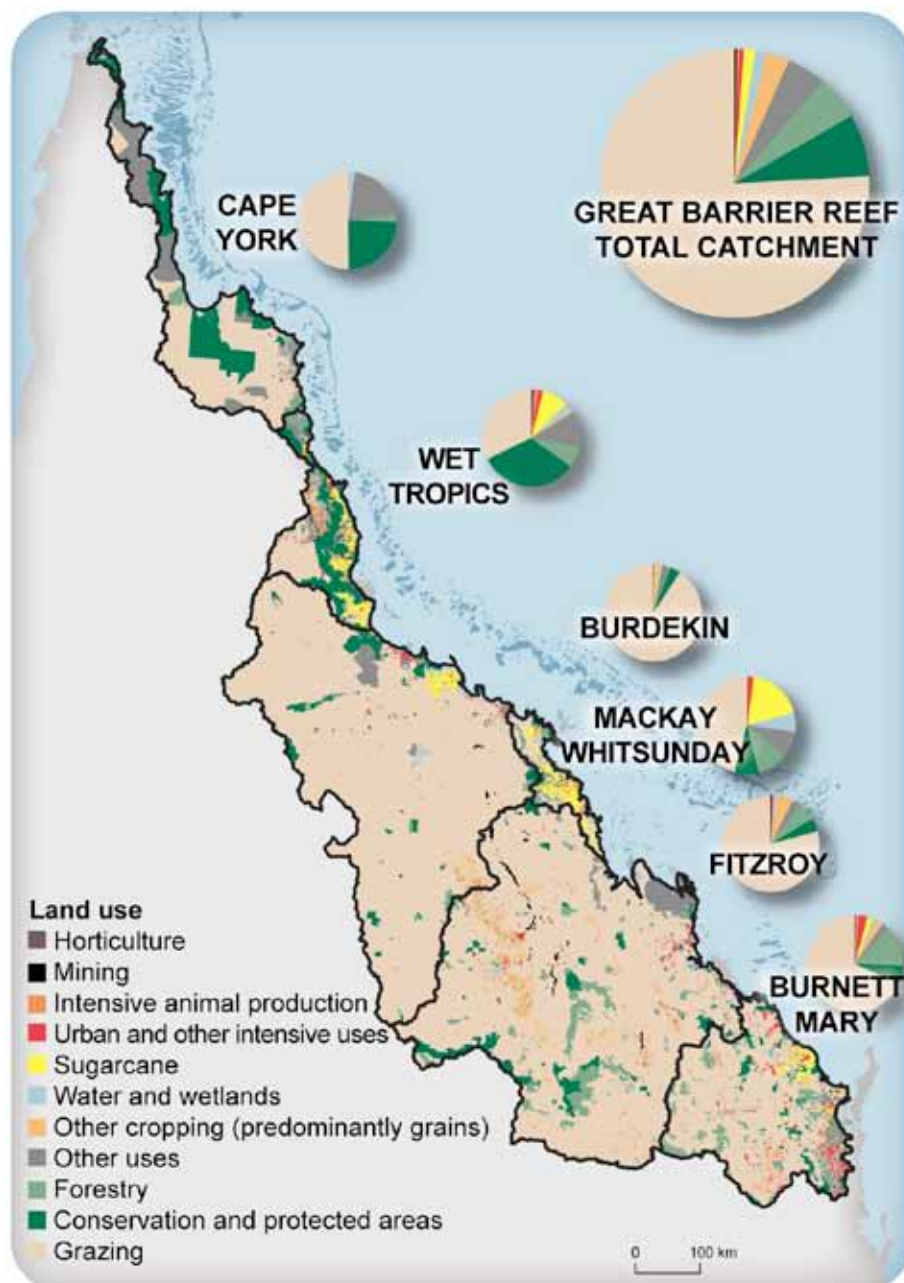 GREAT BARRIER REEF
TOTAL CATCHMENT
CAPE
YORK
WET
TROPICS
BURDEKIN
MACKAY
WHITSUNDAY
FITZROY
BURNETT
MARY
Land use
Horticulture
Mining
Intensive animal production
Urban and other intensive uses
Sugarcane
Water and wetlands
Other cropping (predominantly grains)
Other uses
Forestry
Conservation and protected areas
Grazing
0 100 km